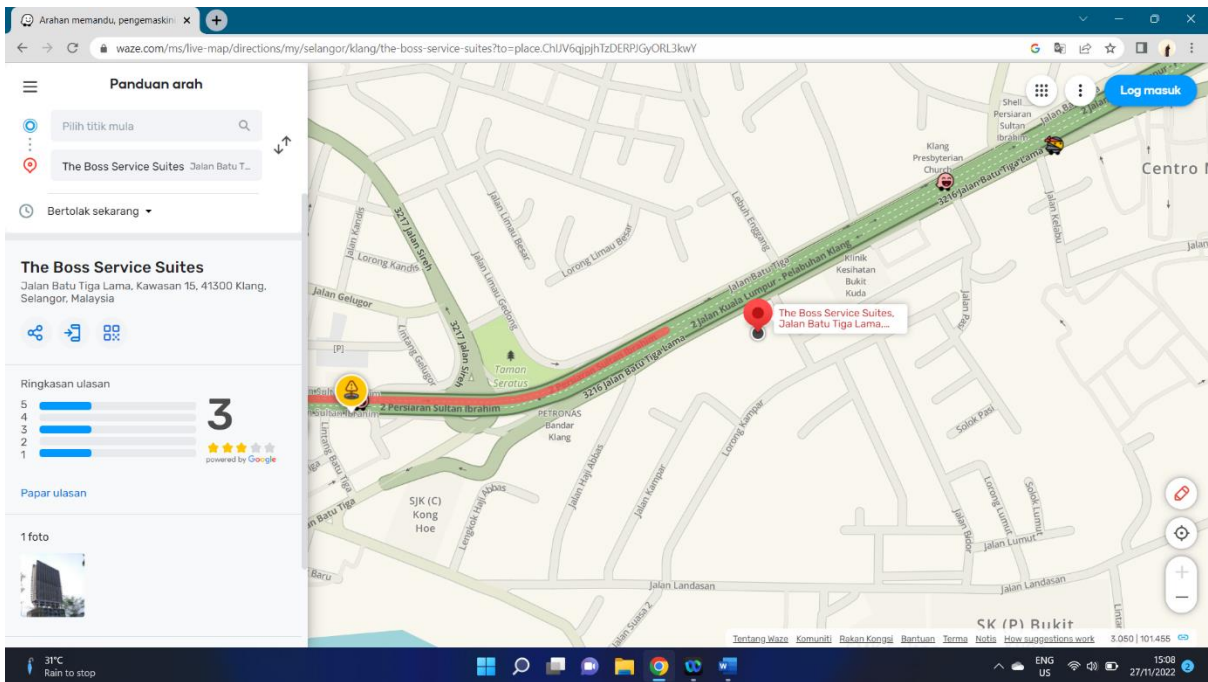 Arahan memandu, pengemaskini
waze.com/ms/live-map/directions/my/selangor/klang/the-boss-service-suites?to=place.ChIJV6qjpjhTzDERPJGyORL3kwY
Panduan arah
Pilih titik mula
The Boss Service Suites Jalan Batu T...
Bertolak sekarang
The Boss Service Suites
Jalan Batu Tiga Lama, Kawasan 15, 41300 Klang,
Selangor, Malaysia
Ringkasan ulasan
5
4
3
2
1
3
powered by Google
Papar ulasan
1 foto
Log masuk
Shell
Persiaran
Sultan
Ibrahim
Klang
Presbyterian
Church
Centro
3216 Jalan Batu Tiga Lama
Jalan Kelabu
Lebuh Enggang
Jalan Limau Besar
Lorong Limau Besar
Jalan Kandis
Lorong Kandis
3217 Jalan Sireh
Jalan Gelugor
Jalan Limau Gedong
Lintang Gelugor
3217 Jalan Sireh
[P]
Taman
Seratus
Jalan Batu Tiga
2 Jalan Kuala Lumpur - Pelabuhan Klang
Klinik
Kesihatan
Bukit
Kuda
Jalan Pasi
The Boss Service Suites,
Jalan Batu Tiga Lama,...
2 Persiaran Sultan Ibrahim
3216 Jalan Batu Tiga Lama
2 Persiaran Sultan Ibrahim
PETRONAS
Bandar
Klang
Lintang Batu Tiga
Jalan Haji Abbas
Jalan Kampar
Lorong Kampar
Solok Pasi
SJK (C)
Kong
Hoe
Lengkok Haji Abbas
Lorong Lumut
Solok Lumut
Jalan Bidor
Jalan Lumut
Baru
Jalan Landasan
Jalan Landasan
Jalan Suasa 2
SK (P) Bukit
Tentang Waze Komuniti Rakan Kongsi Bantuan Terma Notis How suggestions work 3.060 | 101.455
31°C
Rain to stop
ENG
US
15:08
27/11/2022
2